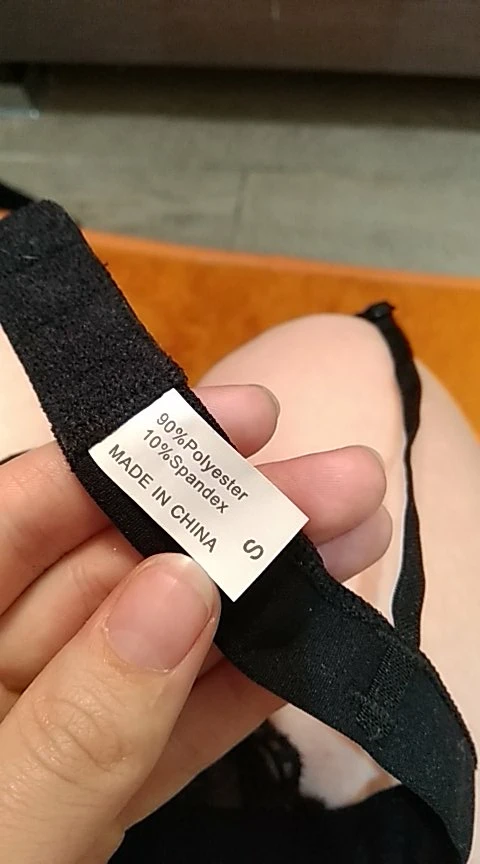 90%Polyester
10%Spandex
MADE IN CHINA
S